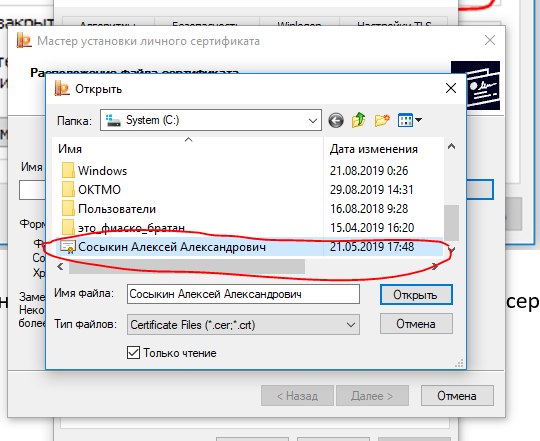 Алгоритмы Безопасность Winlogon Настройки TLS
закрыт
Мастер установки личного сертификата
Расположение файла сертификата
Открыть
Папка: System (C:)
Имя Дата изменения
Windows 21.08.2019 0:26
ОКТМО 29.08.2019 14:31
Пользователи 16.08.2018 9:28
это_фиаско_братан 15.04.2019 16:20
Сосыкин Алексей Александрович 21.05.2019 17:48
Имя файла: Сосыкин Алексей Александрович Открыть
Тип файлов: Certificate Files (*.cer;*.crt) Отмена
Только чтение
Имя
Форм
Со
Хр
Заме
Неко
более
сер
< Назад Далее > Отмена